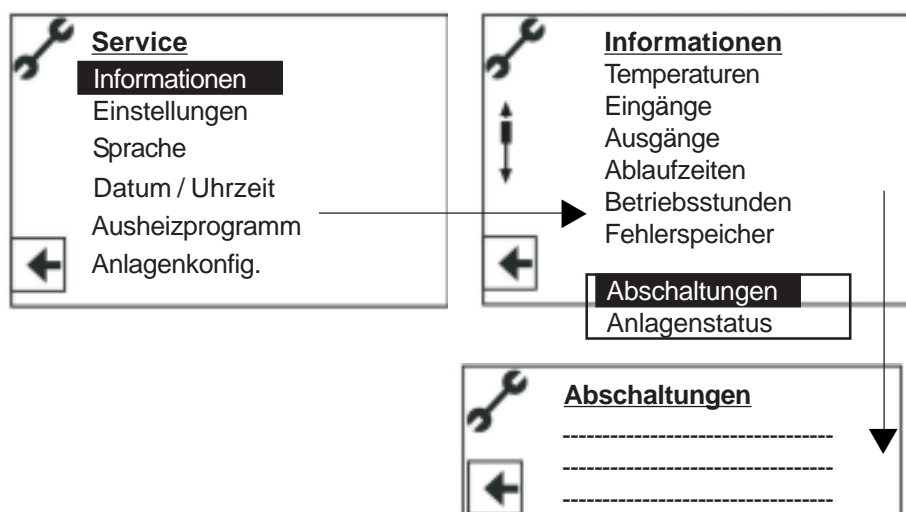 Service
Informationen
Einstellungen
Sprache
Datum / Uhrzeit
Ausheizprogramm
Anlagenkonfig.
Informationen
Temperaturen
Eingänge
Ausgänge
Ablaufzeiten
Betriebsstunden
Fehlerspeicher
Abschaltungen
Anlagenstatus
Abschaltungen
-----------------------------------
-----------------------------------
-----------------------------------